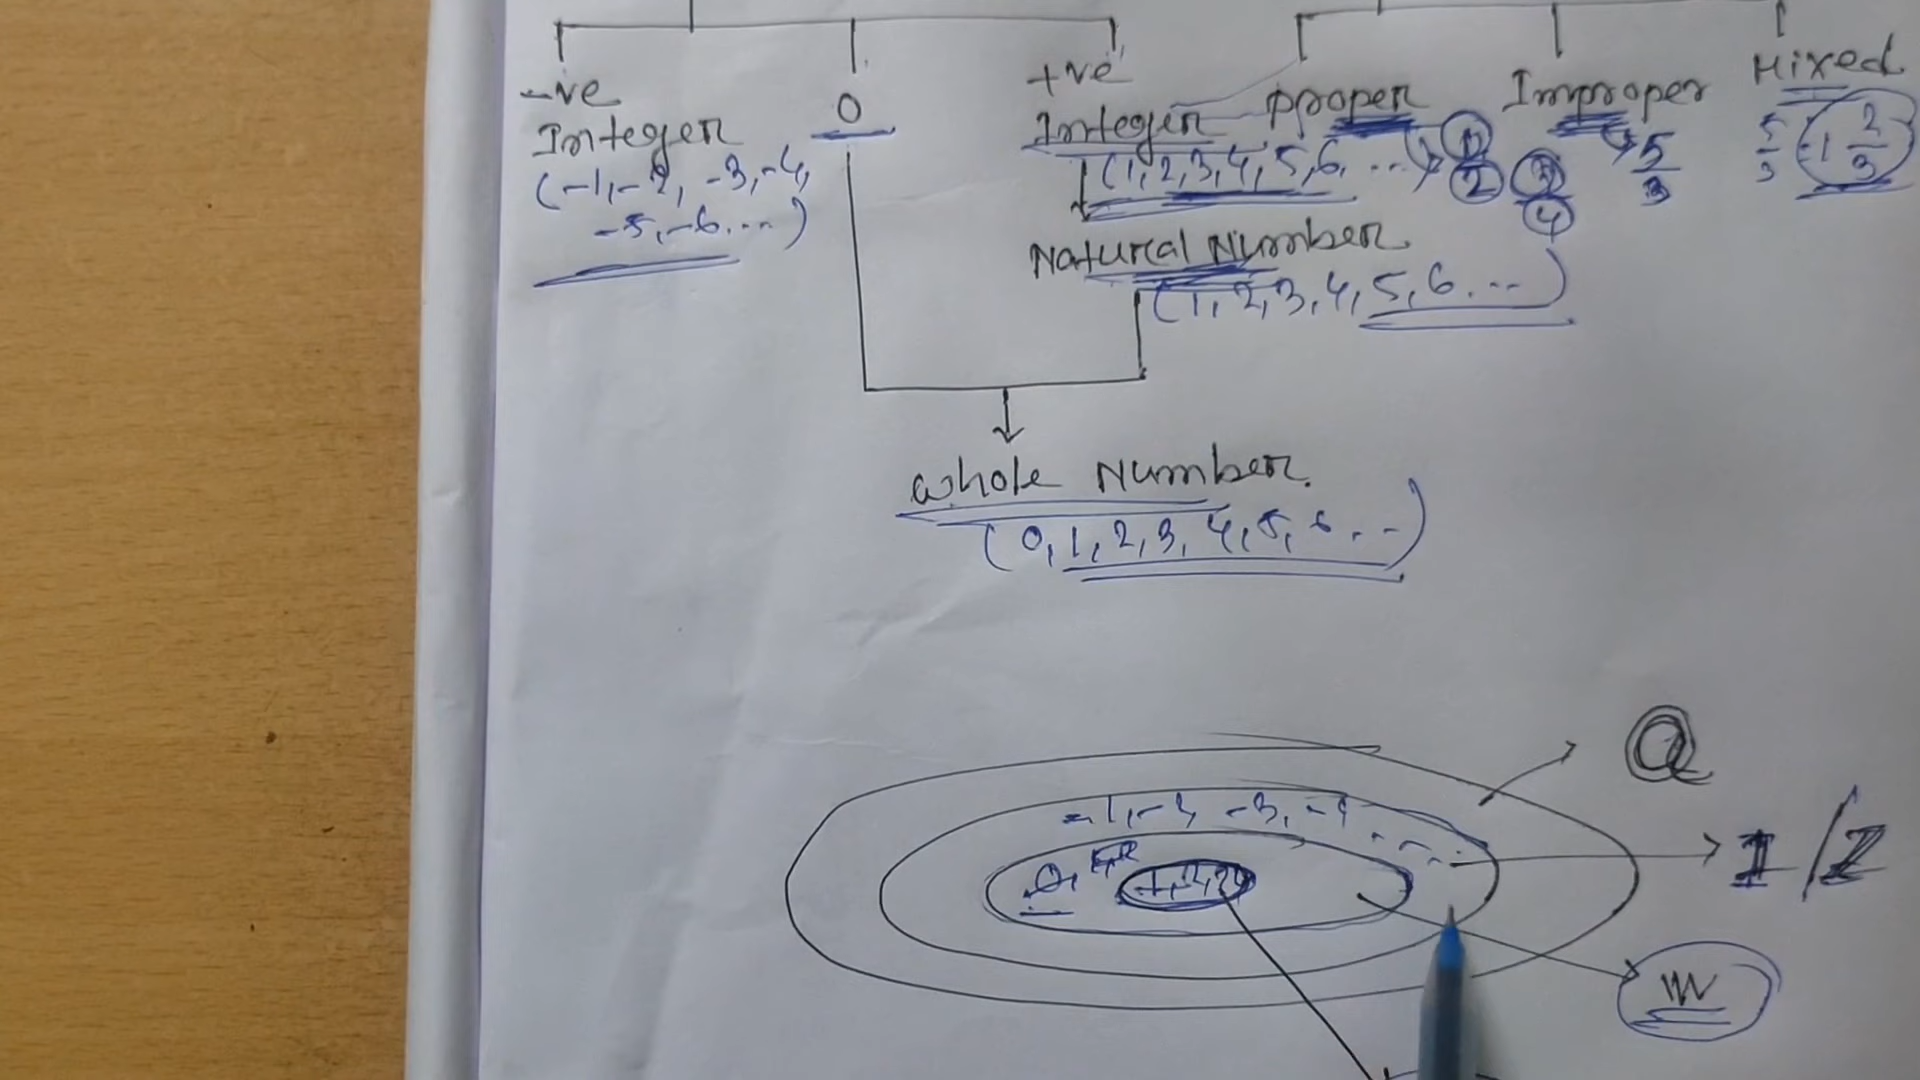 -ve
Integer
(-1, -2, -3, -4,
-5, -6...)
0
+ve
Integer
(1, 2, 3, 4, 5, 6, ...)
Natural Number
(1, 2, 3, 4, 5, 6...)
Proper
1/2
3/4
Improper
5/3
Mixed
5/3 - 1 2/3
Whole Number.
(0, 1, 2, 3, 4, 5, 6...)
Q
-1, -2, -3, -4 ....
I/Z
0,
1, 2, 3
W